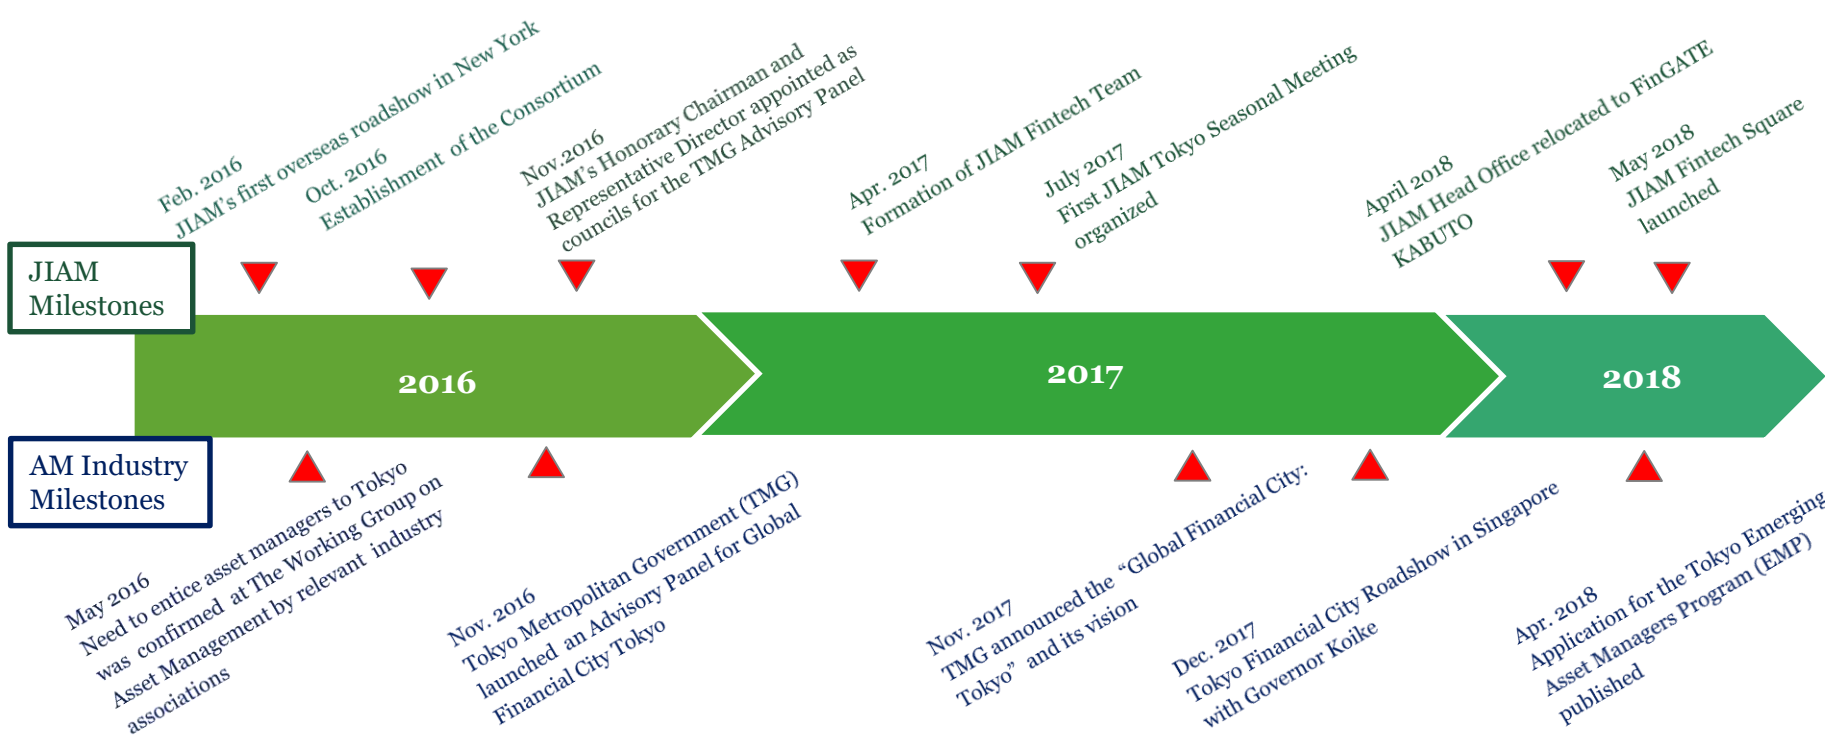 Feb. 2016
JIAM’s first overseas roadshow in New York
Oct. 2016
Establishment of the Consortium
Nov.2016
JIAM’s Honorary Chairman and
Representative Director appointed as
councils for the TMG Advisory Panel
Apr. 2017
Formation of JIAM Fintech Team
July 2017
First JIAM Tokyo Seasonal Meeting
organized
April 2018
JIAM Head Office relocated to FinGATE
KABUTO
May 2018
JIAM Fintech Square
launched
JIAM
Milestones
2016
2017
2018
AM Industry
Milestones
May 2016
Need to entice asset managers to Tokyo
was confirmed at The Working Group on
Asset Management by relevant industry
associations
Nov. 2016
Tokyo Metropolitan Government (TMG)
launched an Advisory Panel for Global
Financial City Tokyo
Nov. 2017
TMG announced the “Global Financial City:
Tokyo” and its vision
Dec. 2017
Tokyo Financial City Roadshow in Singapore
with Governor Koike
Apr. 2018
Application for the Tokyo Emerging
Asset Managers Program (EMP)
published